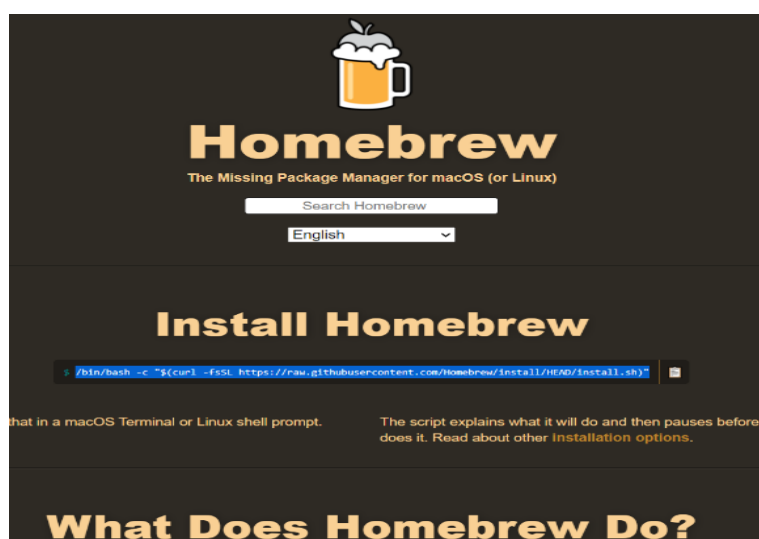 Homebrew
The Missing Package Manager for macOS (or Linux)
Search Homebrew
English
Install Homebrew
$ /bin/bash -c "$(curl -fsSL https://raw.githubusercontent.com/Homebrew/install/HEAD/install.sh)"
that in a macOS Terminal or Linux shell prompt.
The script explains what it will do and then pauses before
does it. Read about other installation options.
What Does Homebrew Do?